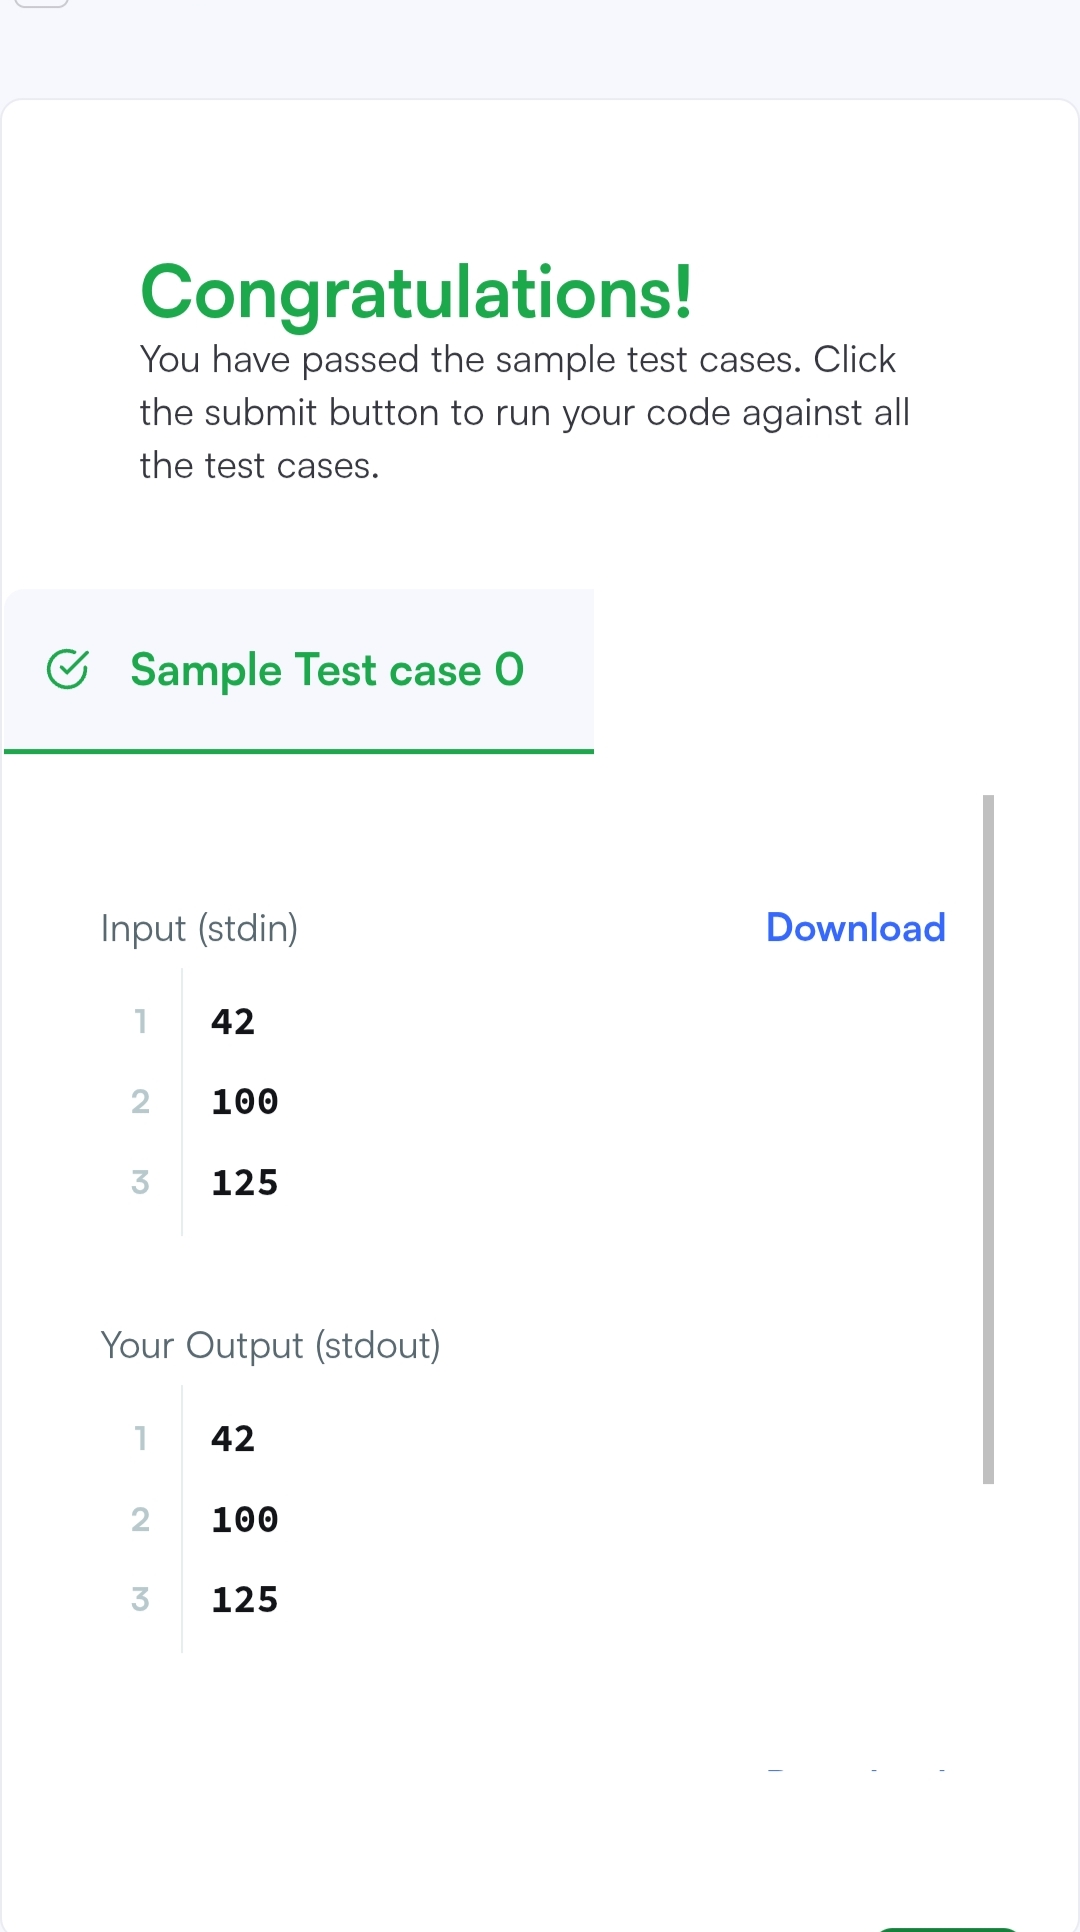 Congratulations!
You have passed the sample test cases. Click
the submit button to run your code against all
the test cases.
Sample Test case 0
Input (stdin)
Download
1 42
2 100
3 125
Your Output (stdout)
1 42
2 100
3 125